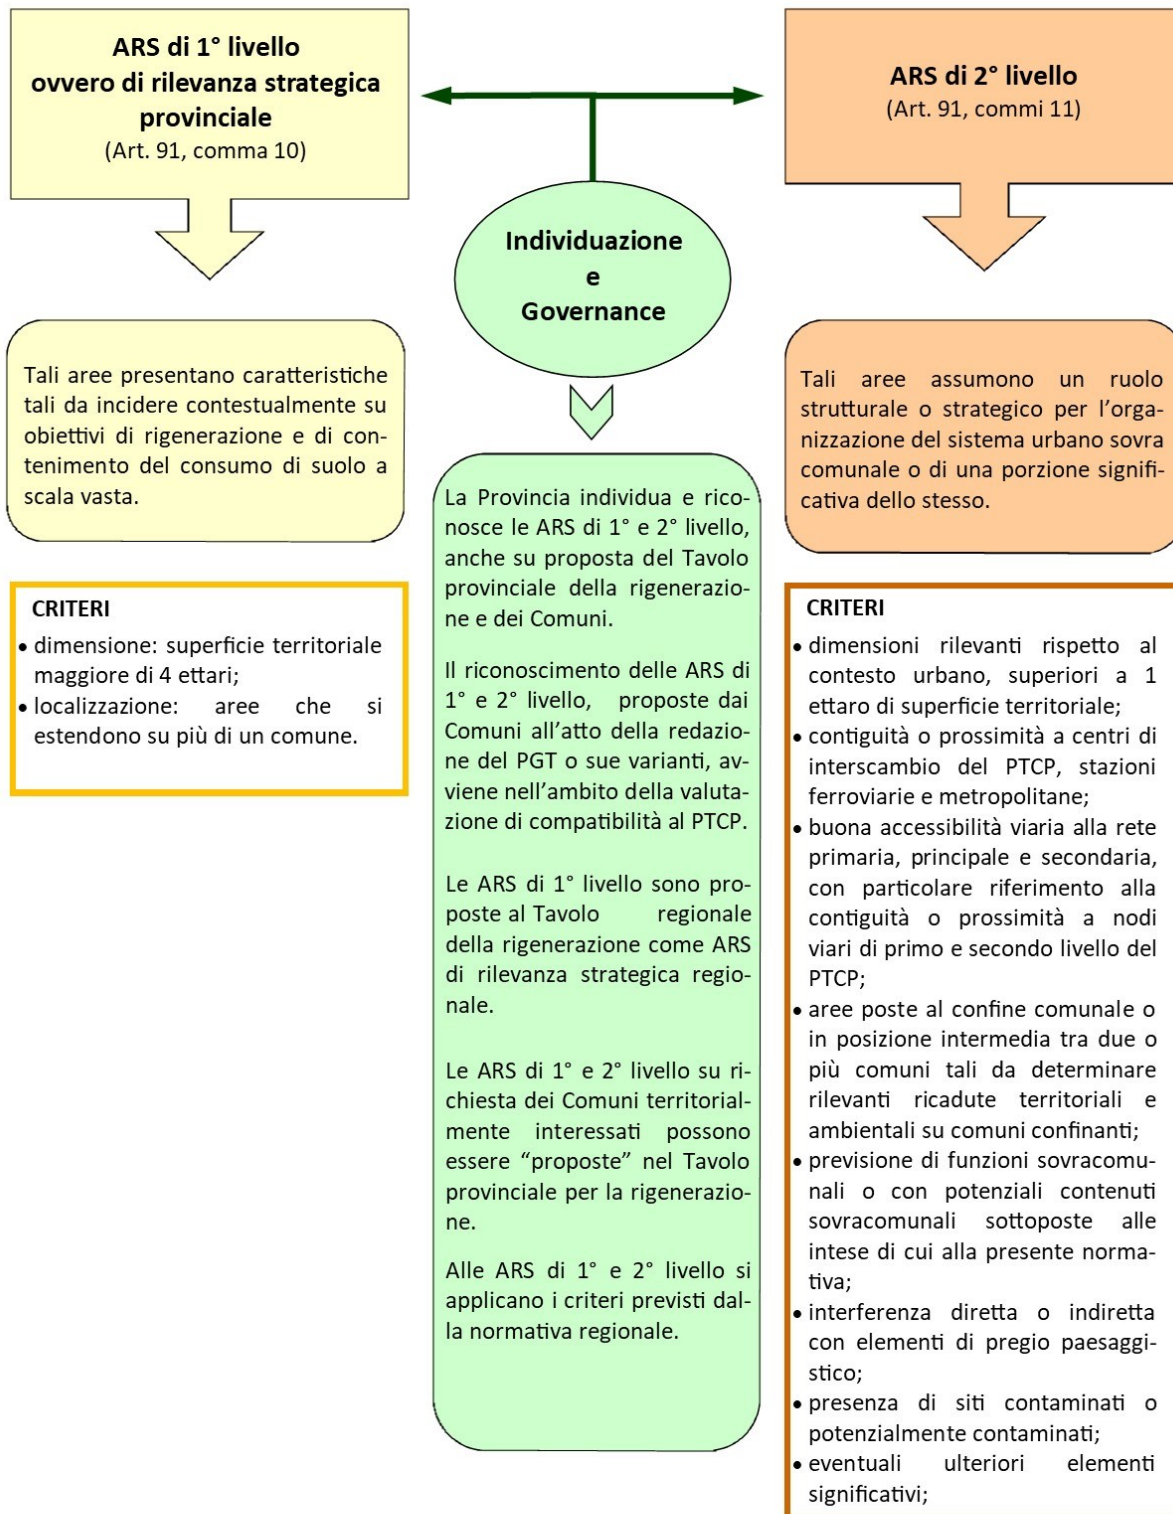 ARS di 1° livello
ovvero di rilevanza strategica
provinciale
(Art. 91, comma 10)
Tali aree presentano caratteristiche
tali da incidere contestualmente su
obiettivi di rigenerazione e di con-
tenimento del consumo di suolo a
scala vasta.
CRITERI
• dimensione: superficie territoriale
maggiore di 4 ettari;
• localizzazione: aree che si
estendono su più di un comune.
Individuazione
e
Governance
La Provincia individua e rico-
nosce le ARS di 1° e 2° livello,
anche su proposta del Tavolo
provinciale della rigenerazio-
ne e dei Comuni.
Il riconoscimento delle ARS di
1° e 2° livello, proposte dai
Comuni all'atto della redazio-
ne del PGT o sue varianti, av-
viene nell'ambito della valuta-
zione di compatibilità al PTCP.
Le ARS di 1° livello sono pro-
poste al Tavolo regionale
della rigenerazione come ARS
di rilevanza strategica regio-
nale.
Le ARS di 1° e 2° livello su ri-
chiesta dei Comuni territorial-
mente interessati possono
essere “proposte” nel Tavolo
provinciale per la rigenerazio-
ne.
Alle ARS di 1° e 2° livello si
applicano i criteri previsti dal-
la normativa regionale.
ARS di 2° livello
(Art. 91, commi 11)
Tali aree assumono un ruolo
strutturale o strategico per l'orga-
nizzazione del sistema urbano sovra
comunale o di una porzione signifi-
cativa dello stesso.
CRITERI
• dimensioni rilevanti rispetto al
contesto urbano, superiori a 1
ettaro di superficie territoriale;
• contiguità o prossimità a centri di
interscambio del PTCP, stazioni
ferroviarie e metropolitane;
• buona accessibilità viaria alla rete
primaria, principale e secondaria,
con particolare riferimento alla
contiguità o prossimità a nodi
viari di primo e secondo livello del
PTCP;
• aree poste al confine comunale o
in posizione intermedia tra due o
più comuni tali da determinare
rilevanti ricadute territoriali e
ambientali su comuni confinanti;
• previsione di funzioni sovracomu-
nali o con potenziali contenuti
sovracomunali sottoposte alle
intese di cui alla presente norma-
tiva;
• interferenza diretta o indiretta
con elementi di pregio paesaggi-
stico;
• presenza di siti contaminati o
potenzialmente contaminati;
• eventuali ulteriori elementi
significativi;